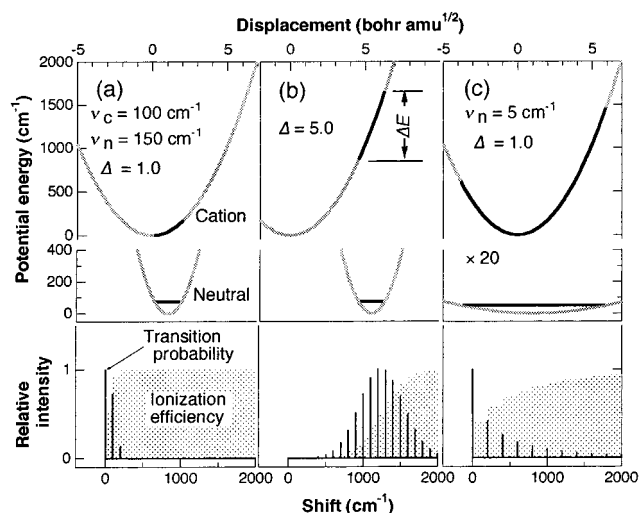 Displacement (bohr amu1/2)
-5 0 5 0 5 -5 0 5
Potential energy (cm-1)
2000
1500
1000
500
0
(a)
νc = 100 cm-1
νn = 150 cm-1
Δ = 1.0
Cation
(b)
Δ = 5.0
ΔE
(c)
νn = 5 cm-1
Δ = 1.0
400
200
0
Neutral
× 20
Relative
intensity
1
0
Transition
probability
Ionization
efficiency
0 1000 2000 0 1000 2000 0 1000 2000
Shift (cm-1)